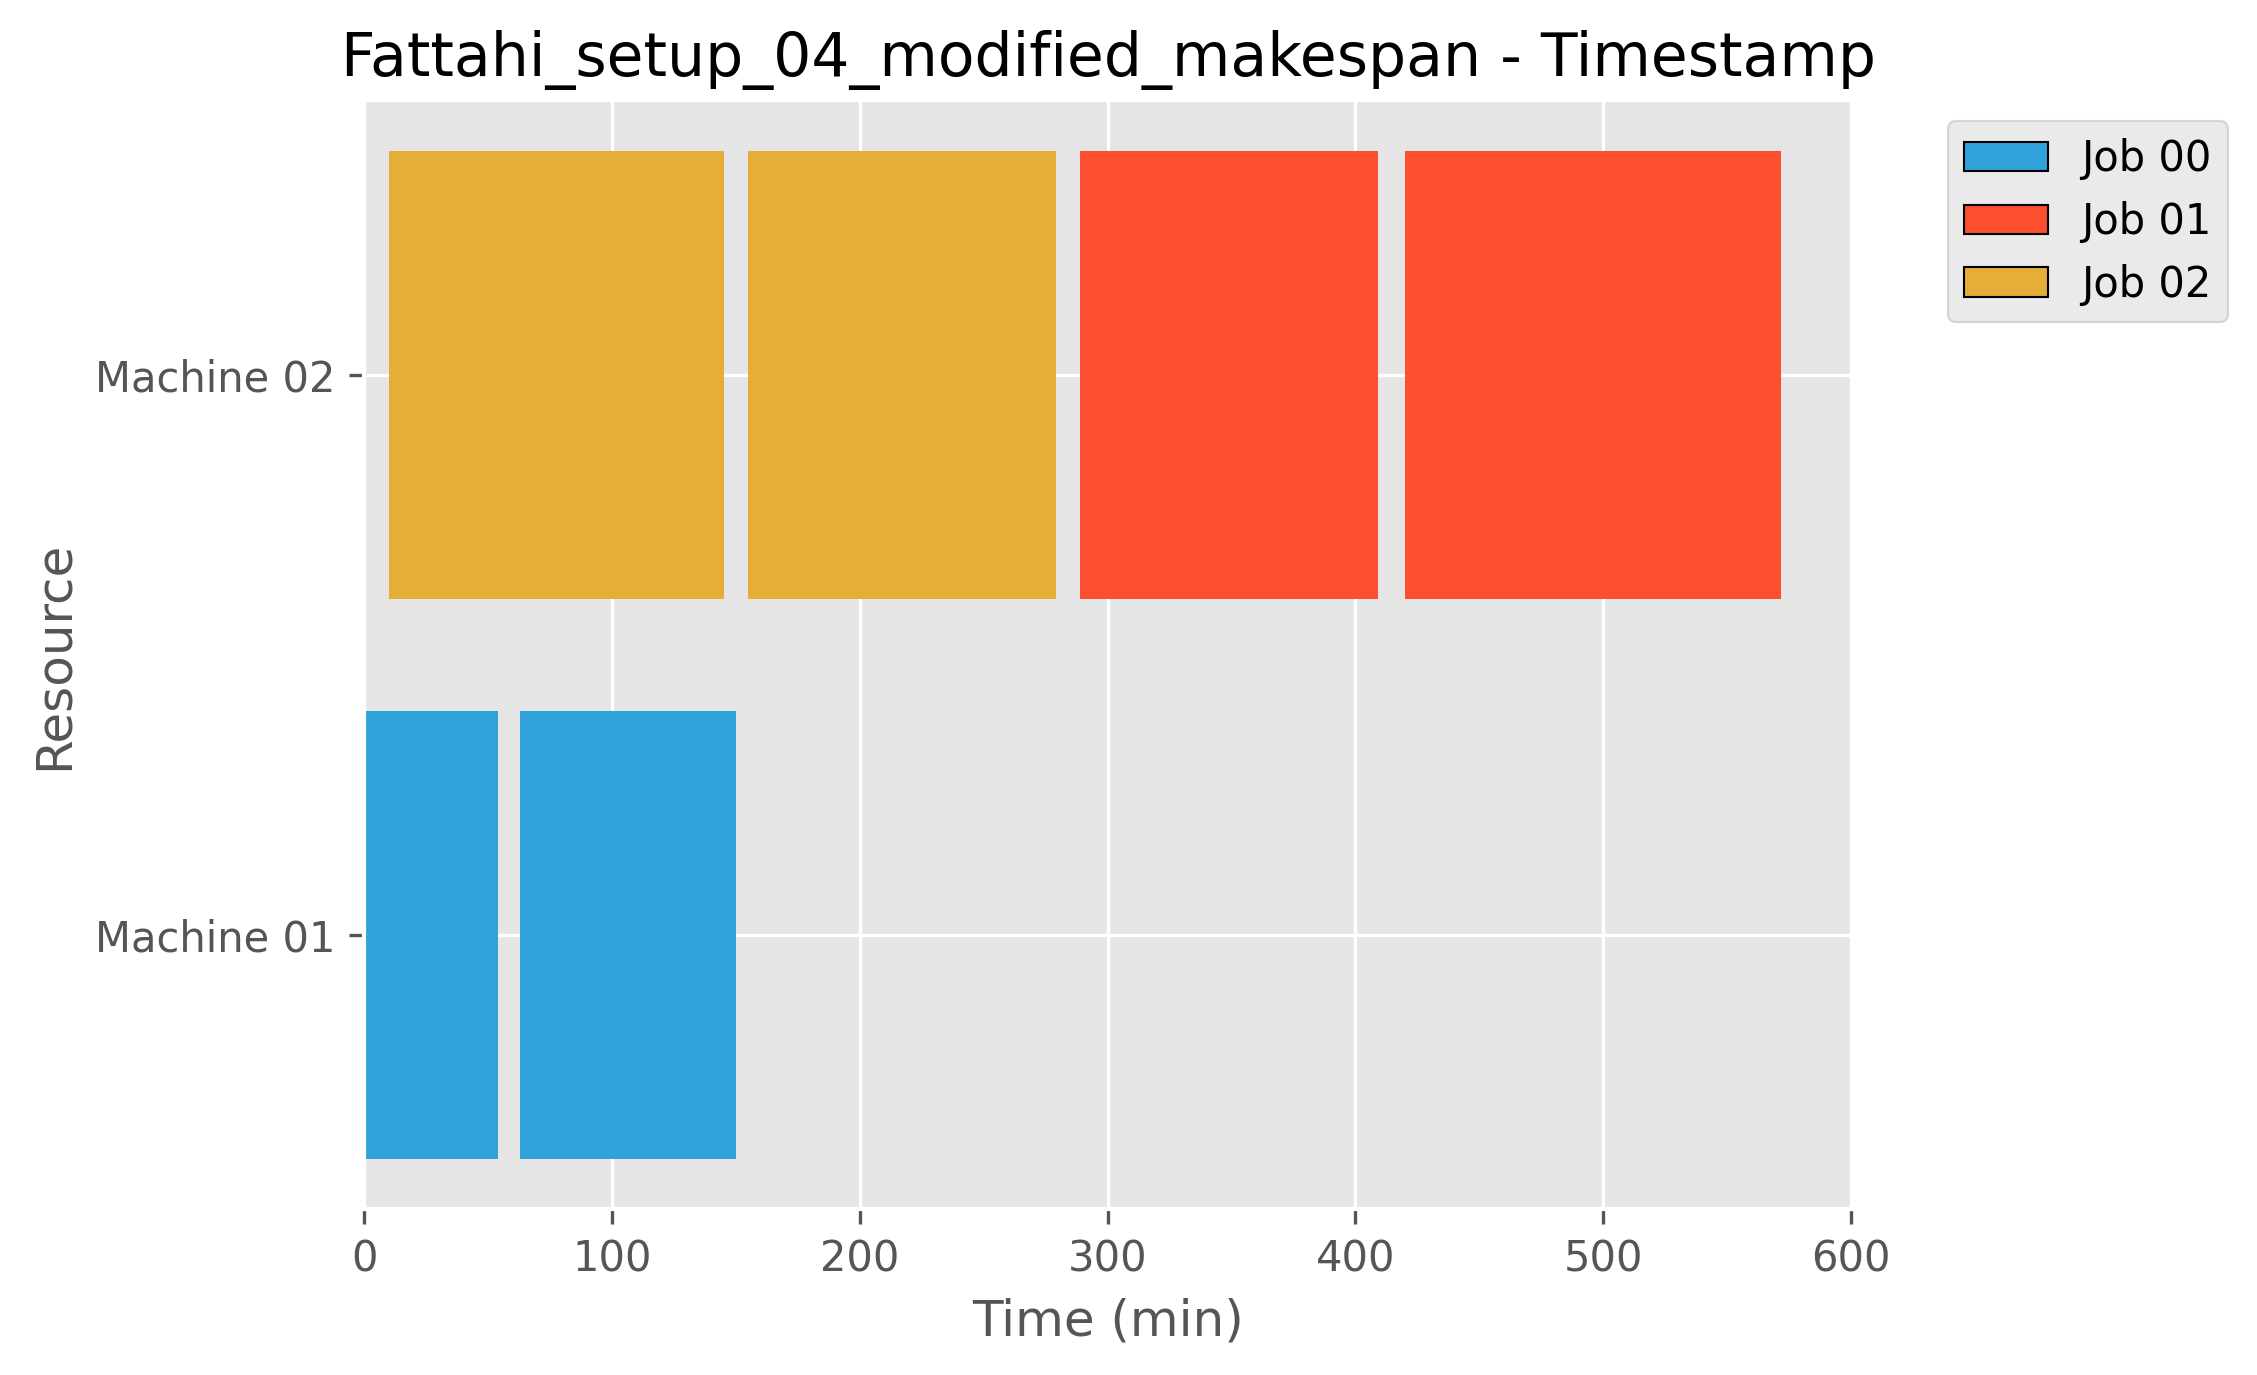 Fattahi_setup_04_modified_makespan - Timestamp
Job 00
Job 01
Job 02
Machine 02
Resource
Machine 01
0 100 200 300 400 500 600
Time (min)